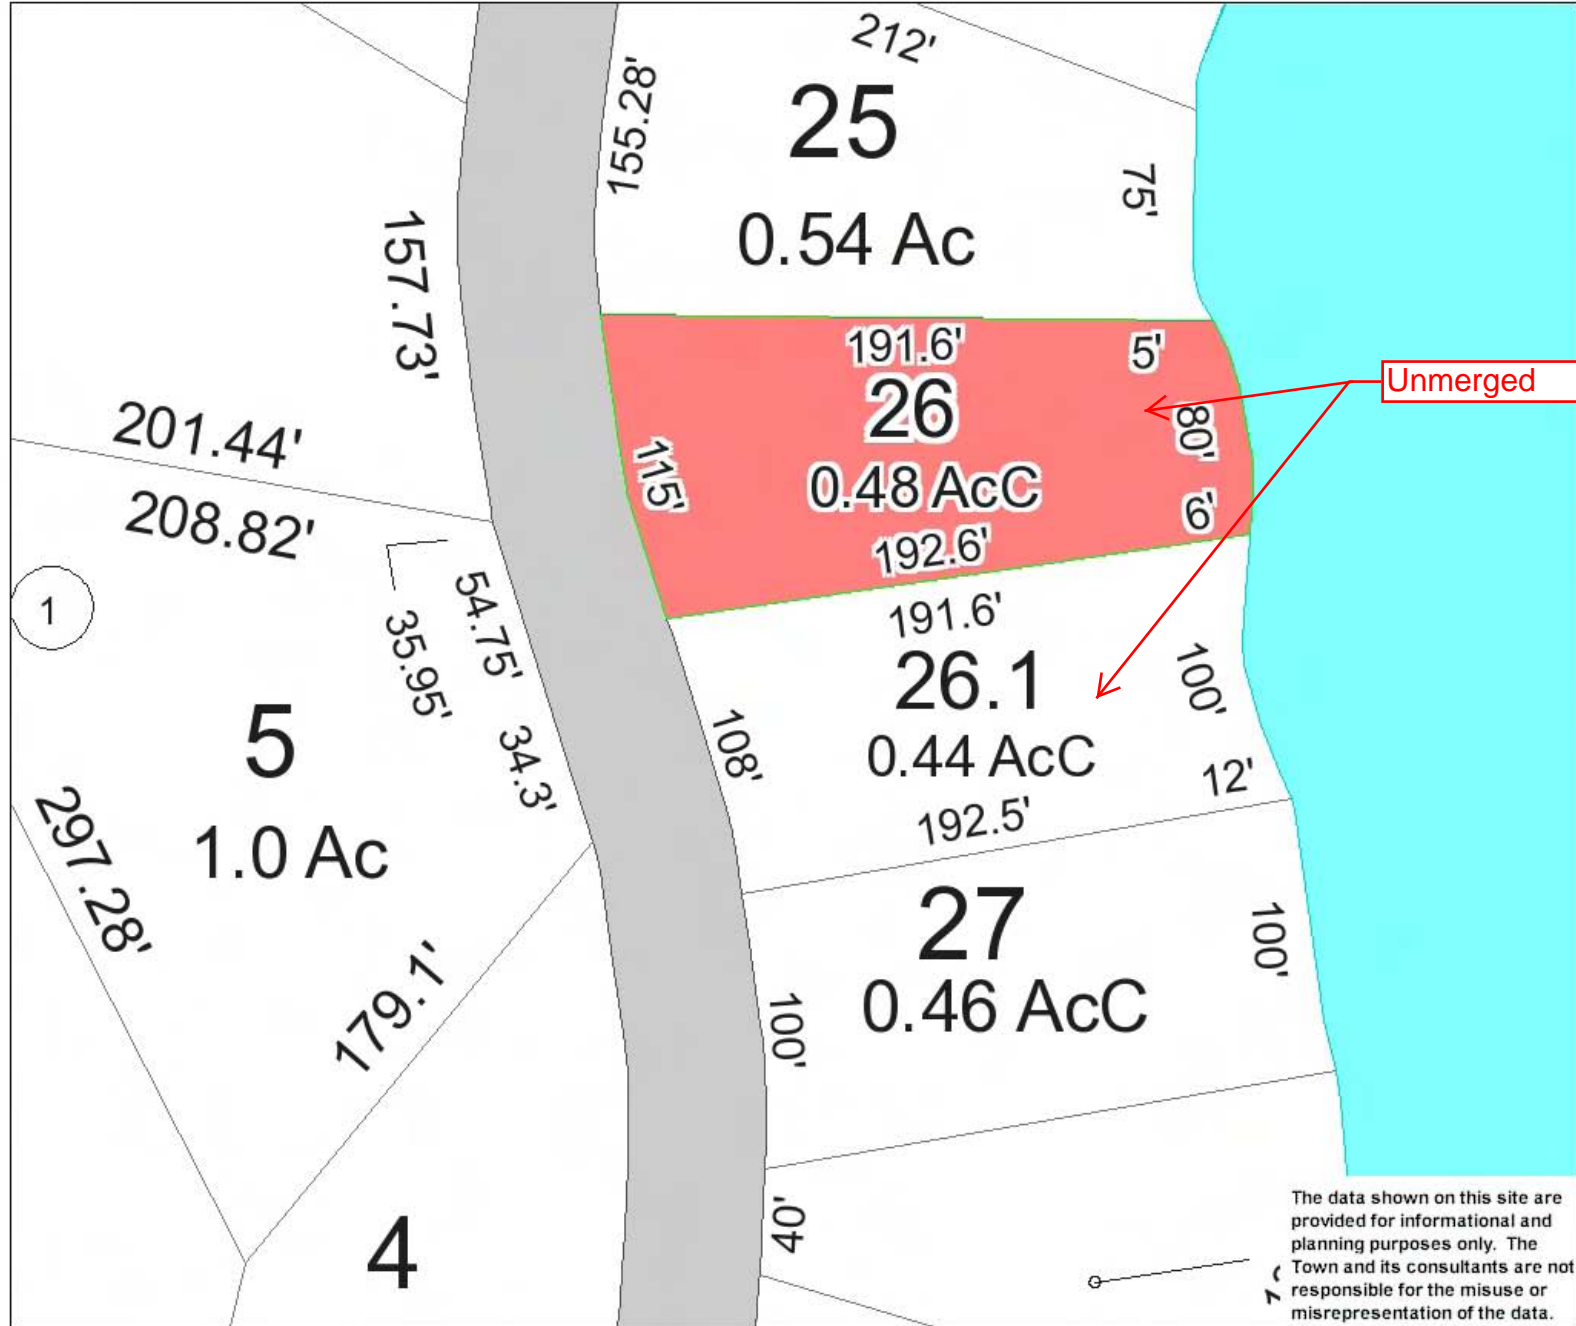 212'
155.28'
25
0.54 Ac
75'
157.73'
191.6'
5'
Unmerged
26
80'
201.44'
115'
0.48 AcC
6'
208.82'
192.6'
1
54.75'
35.95'
191.6'
26.1
100'
5
108'
0.44 AcC
34.3'
12'
192.5'
297.28'
1.0 Ac
27
100'
179.1'
0.46 AcC
100'
4
40'
The data shown on this site are
provided for informational and
planning purposes only. The
Town and its consultants are not
responsible for the misuse or
misrepresentation of the data.